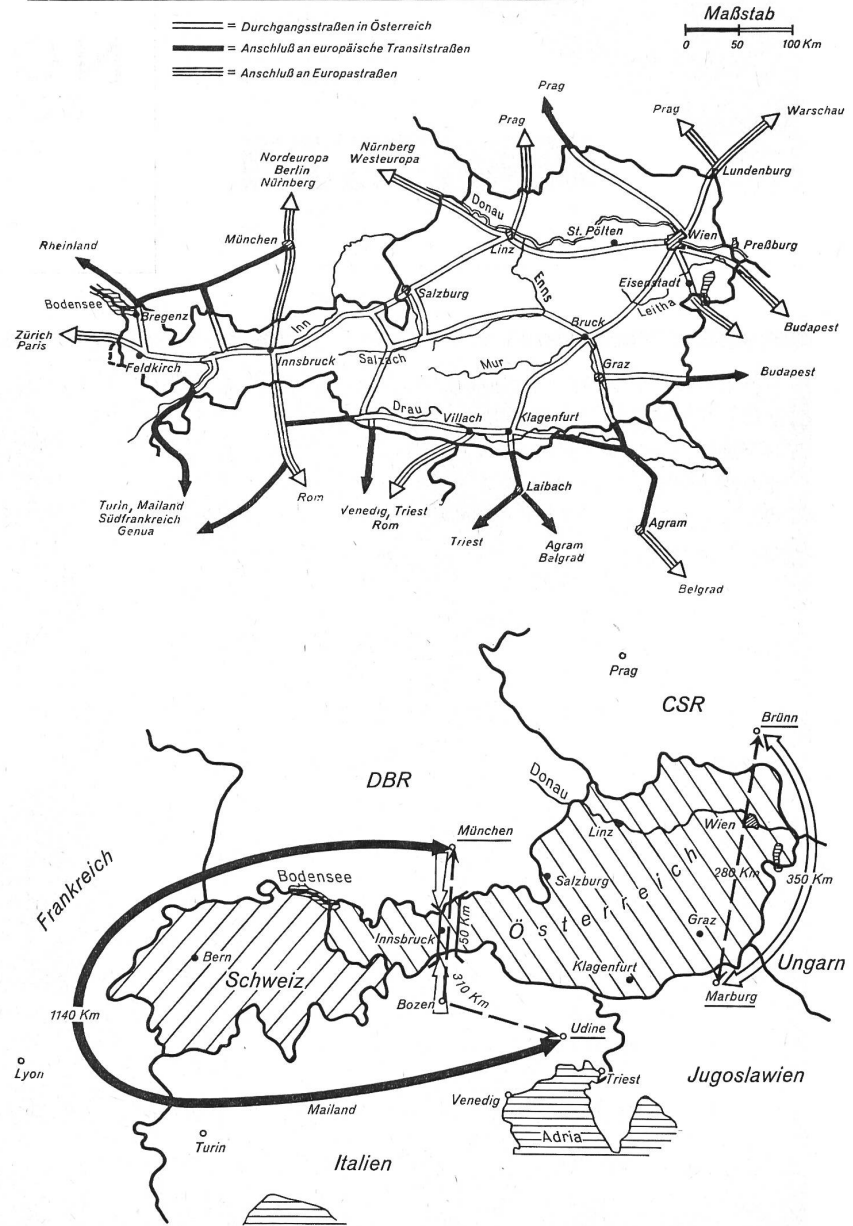 = Durchgangsstraßen in Österreich
= Anschluß an europäische Transitstraßen
= Anschluß an Europastraßen
Maßstab
0 50 100 Km
Prag
Prag
Prag
Warschau
Lundenburg
Nürnberg
Westeuropa
Nordeuropa
Berlin
Nürnberg
Donau
Linz
St. Pölten
Wien
Preßburg
Rheinland
München
Enns
Eisenstadt
Leitha
Bodensee
Bregenz
Salzburg
Inn
Bruck
Budapest
Zürich
Paris
Feldkirch
Innsbruck
Salzach
Mur
Graz
Budapest
Drau
Villach
Klagenfurt
Turin, Mailand
Südfrankreich
Genua
Rom
Venedig, Triest
Rom
Laibach
Triest
Agram
Belgrad
Agram
Belgrad
Prag
CSR
Brünn
DBR
Donau
München
Linz
Wien
Frankreich
Bodensee
Salzburg
280 Km
350 Km
Österreich
Innsbruck
50 Km
Graz
Bern
Schweiz
Klagenfurt
Ungarn
Bozen
310 Km
Marburg
1140 Km
Udine
Lyon
Triest
Jugoslawien
Mailand
Venedig
Turin
Adria
Italien